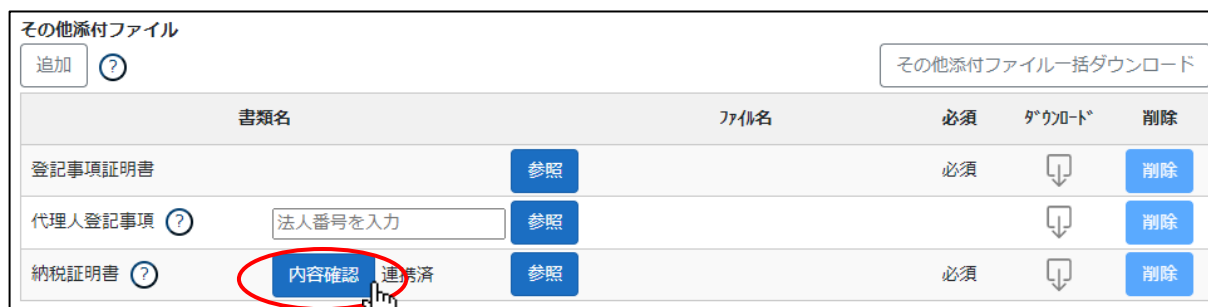 その他添付ファイル
追加 ?
その他添付ファイル一括ダウンロード
書類名 ファイル名 必須 ダウンロード 削除
登記事項証明書 参照 必須 削除
代理人登記事項 ? 法人番号を入力 参照 削除
納税証明書 ? 内容確認 連携済 参照 必須 削除